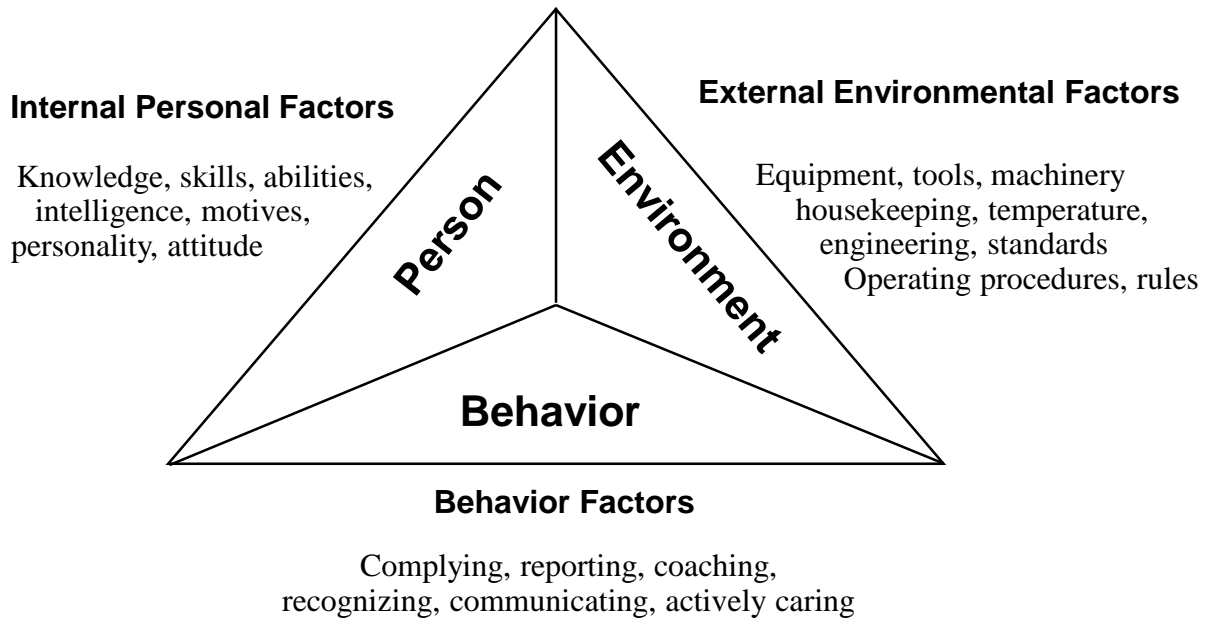 Internal Personal Factors
Knowledge, skills, abilities,
intelligence, motives,
personality, attitude
Person
Environment
External Environmental Factors
Equipment, tools, machinery
housekeeping, temperature,
engineering, standards
Operating procedures, rules
Behavior
Behavior Factors
Complying, reporting, coaching,
recognizing, communicating, actively caring